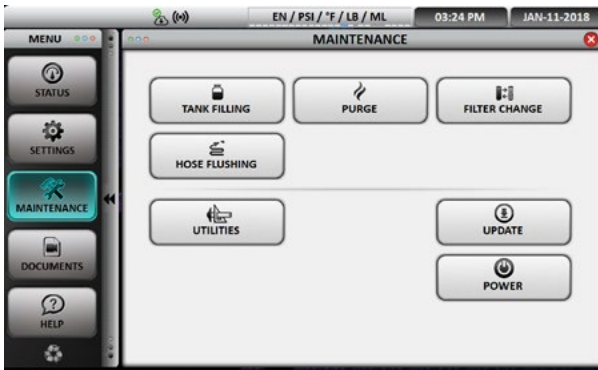 EN / PSI / °F / LB / ML 03:24 PM JAN-11-2018
MENU
MAINTENANCE
STATUS
SETTINGS
MAINTENANCE
DOCUMENTS
HELP
TANK FILLING PURGE FILTER CHANGE
HOSE FLUSHING
UTILITIES UPDATE
POWER